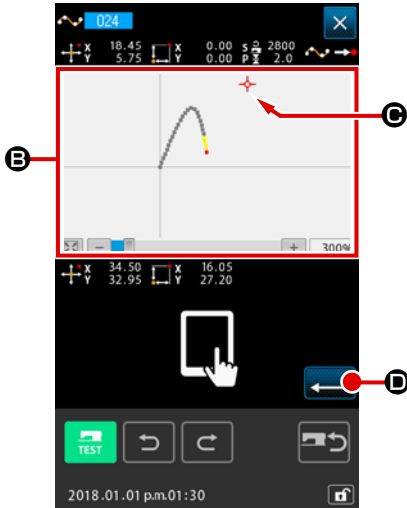 024
X 18.45 X 0.00 S 2800
Y 5.75 Y 0.00 P 2.0
B
C
300%
X 34.50 X 16.05
Y 32.95 Y 27.20
D
TEST
2018.01.01 p.m.01:30